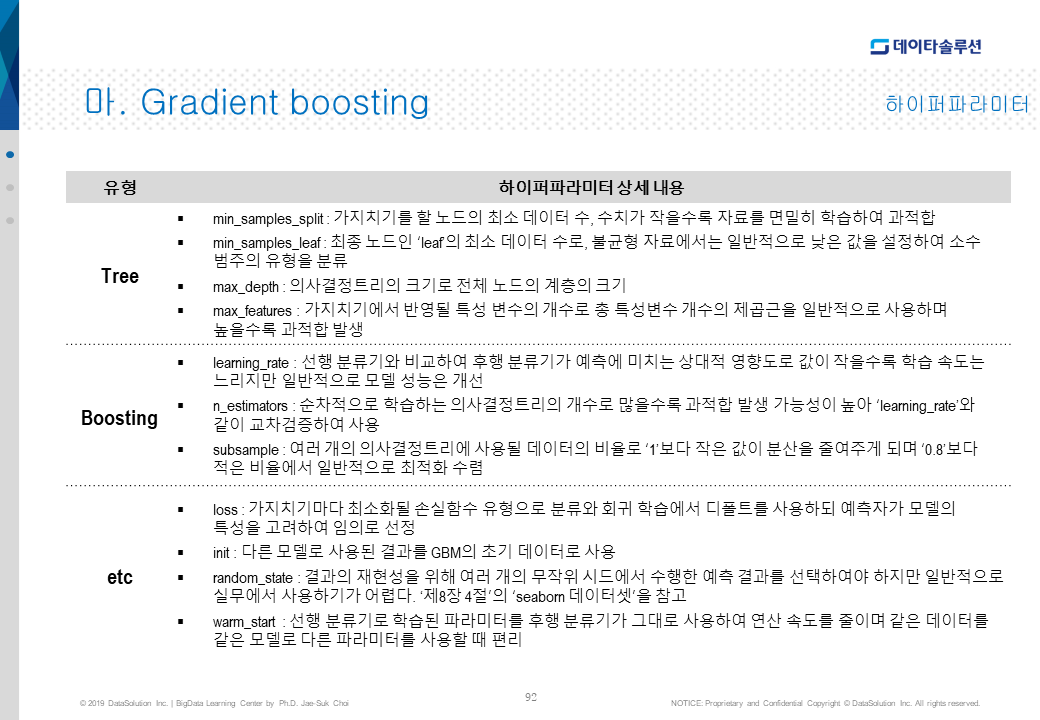 데이타솔루션
마. Gradient boosting
하이퍼파라미터
유형
하이퍼파라미터 상세 내용
Tree
▪ min_samples_split : 가지치기를 할 노드의 최소 데이터 수, 수치가 작을수록 자료를 면밀히 학습하여 과적합
▪ min_samples_leaf : 최종 노드인 ‘leaf’의 최소 데이터 수로, 불균형 자료에서는 일반적으로 낮은 값을 설정하여 소수
범주의 유형을 분류
▪ max_depth : 의사결정트리의 크기로 전체 노드의 계층의 크기
▪ max_features : 가지치기에서 반영될 특성 변수의 개수로 총 특성변수 개수의 제곱근을 일반적으로 사용하며
높을수록 과적합 발생
Boosting
▪ learning_rate : 선행 분류기와 비교하여 후행 분류기가 예측에 미치는 상대적 영향도로 값이 작을수록 학습 속도는
느리지만 일반적으로 모델 성능은 개선
▪ n_estimators : 순차적으로 학습하는 의사결정트리의 개수로 많을수록 과적합 발생 가능성이 높아 ‘learning_rate’와
같이 교차검증하여 사용
▪ subsample : 여러 개의 의사결정트리에 사용될 데이터의 비율로 ‘1’보다 작은 값이 분산을 줄여주게 되며 ‘0.8’보다
적은 비율에서 일반적으로 최적화 수렴
etc
▪ loss : 가지치기마다 최소화될 손실함수 유형으로 분류와 회귀 학습에서 디폴트를 사용하되 예측자가 모델의
특성을 고려하여 임의로 선정
▪ init : 다른 모델로 사용된 결과를 GBM의 초기 데이터로 사용
▪ random_state : 결과의 재현성을 위해 여러 개의 무작위 시드에서 수행한 예측 결과를 선택하여야 하지만 일반적으로
실무에서 사용하기가 어렵다. ‘제8장 4절’의 ‘seaborn 데이터셋’을 참고
▪ warm_start : 선행 분류기로 학습된 파라미터를 후행 분류기가 그대로 사용하여 연산 속도를 줄이며 같은 데이터를
같은 모델로 다른 파라미터를 사용할 때 편리
© 2019 DataSolution Inc. | BigData Learning Center by Ph.D. Jae-Suk Choi
92
NOTICE: Proprietary and Confidential Copyright © DataSolution Inc. All rights reserved.